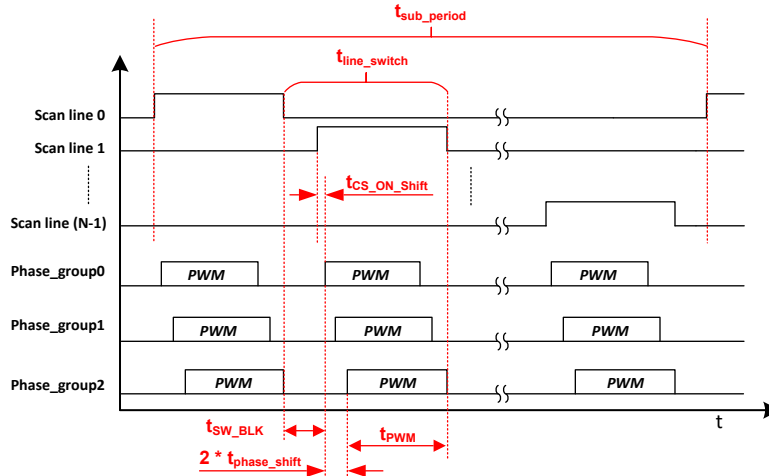 t_sub_period
t_line_switch
Scan line 0
Scan line 1
t_CS_ON_Shift
Scan line (N-1)
Phase_group0 PWM PWM PWM
Phase_group1 PWM PWM PWM
Phase_group2 PWM PWM PWM
t
t_SW_BLK t_PWM
2 * t_phase_shift